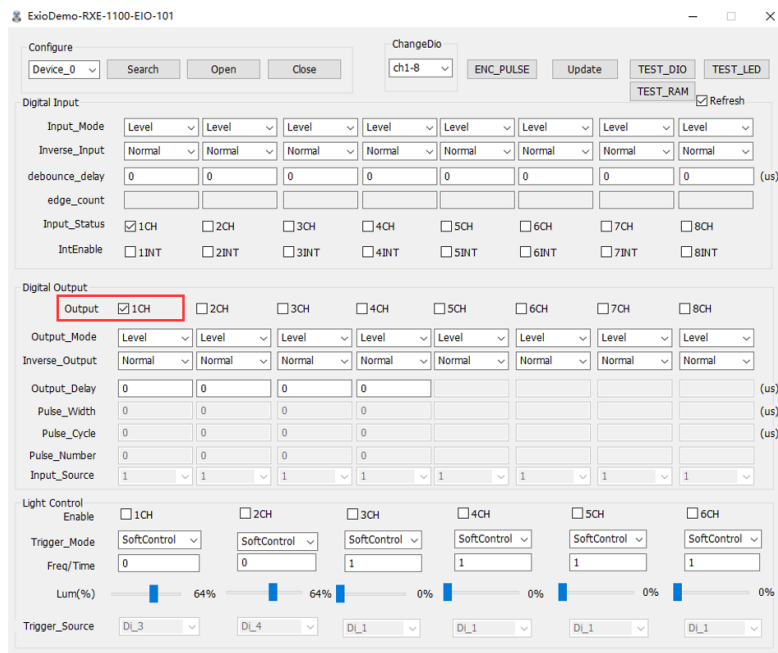 ExioDemo-RXE-1100-EIO-101
Configure
ChangeDio
Device_0 Search Open Close ch1-8 ENC_PULSE Update TEST_DIO TEST_LED
TEST_RAM
Digital Input Refresh
Input_Mode Level Level Level Level Level Level Level Level
Inverse_Input Normal Normal Normal Normal Normal Normal Normal Normal
debounce_delay 0 0 0 0 0 0 0 0 (us)
edge_count
Input_Status 1CH 2CH 3CH 4CH 5CH 6CH 7CH 8CH
IntEnable 1INT 2INT 3INT 4INT 5INT 6INT 7INT 8INT
Digital Output
Output 1CH 2CH 3CH 4CH 5CH 6CH 7CH 8CH
Output_Mode Level Level Level Level Level Level Level Level
Inverse_Output Normal Normal Normal Normal Normal Normal Normal Normal
Output_Delay 0 0 0 0 (us)
Pulse_Width 0 0 0 0 (us)
Pulse_Cycle 0 0 0 0 (us)
Pulse_Number 0 0 0 0
Input_Source 1 1 1 1 1 1 1 1
Light Control
Enable 1CH 2CH 3CH 4CH 5CH 6CH
Trigger_Mode SoftControl SoftControl SoftControl SoftControl SoftControl SoftControl
Freq/Time 0 0 1 1 1 1
Lum(%) 64% 64% 0% 0% 0% 0%
Trigger_Source Di_3 Di_4 Di_1 Di_1 Di_1 Di_1